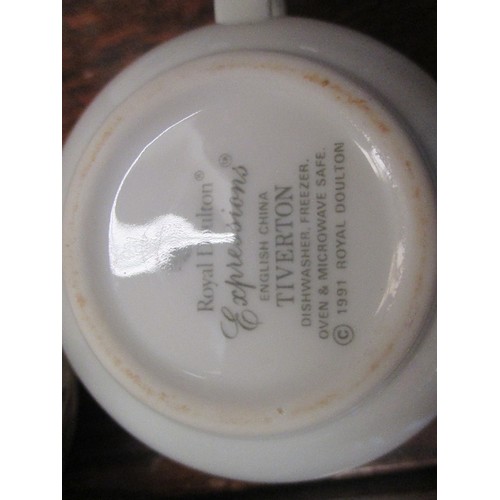 Royal Doulton®
Expressions®
ENGLISH CHINA
TIVERTON
DISHWASHER, FREEZER,
OVEN & MICROWAVE SAFE.
© 1991 ROYAL DOULTON